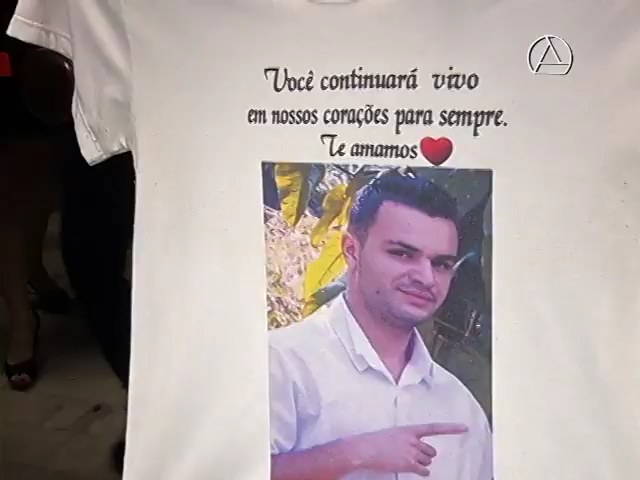 Você continuará vivo
em nossos corações para sempre.
Te amamos